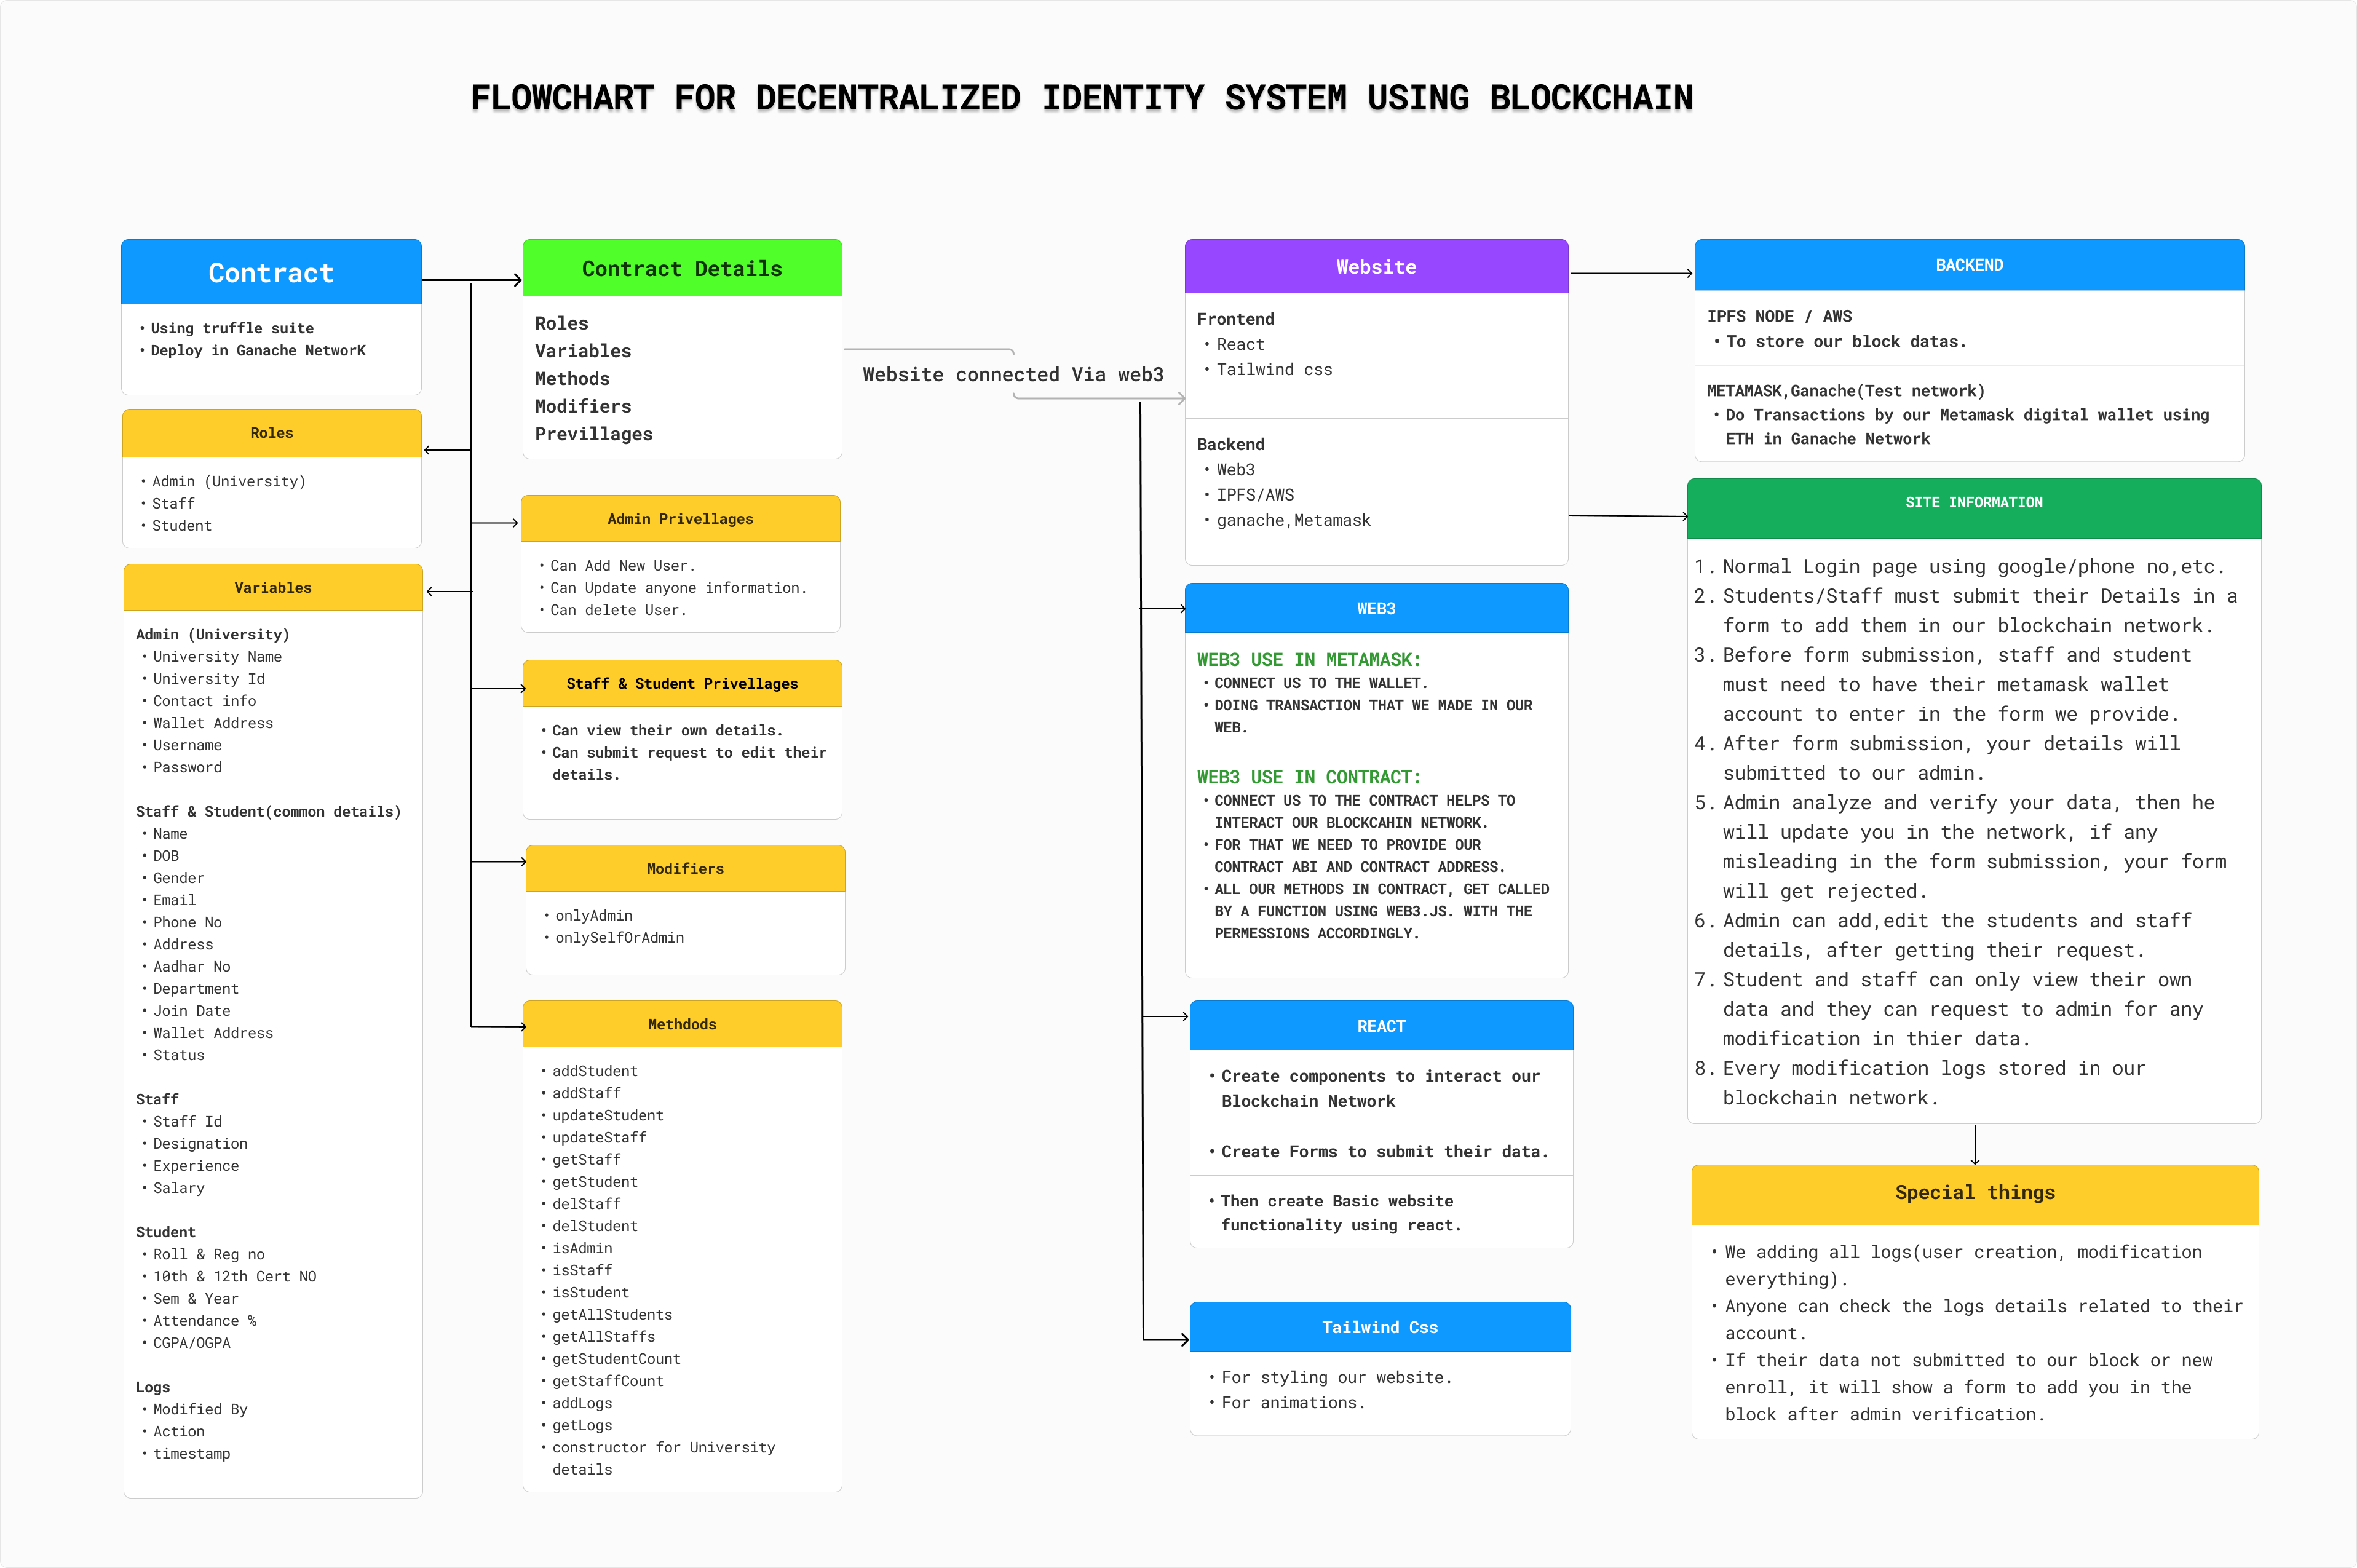 FLOWCHART FOR DECENTRALIZED IDENTITY SYSTEM USING BLOCKCHAIN
Contract
• Using truffle suite
• Deploy in Ganache NetworK
Roles
• Admin (University)
• Staff
• Student
Variables
Admin (University)
• University Name
• University Id
• Contact info
• Wallet Address
• Username
• Password
Staff & Student(common details)
• Name
• DOB
• Gender
• Email
• Phone No
• Address
• Aadhar No
• Department
• Join Date
• Wallet Address
• Status
Staff
• Staff Id
• Designation
• Experience
• Salary
Student
• Roll & Reg no
• 10th & 12th Cert NO
• Sem & Year
• Attendance %
• CGPA/OGPA
Logs
• Modified By
• Action
• timestamp
Contract Details
Roles
Variables
Methods
Modifiers
Previllages
Admin Privellages
• Can Add New User.
• Can Update anyone information.
• Can delete User.
Staff & Student Privellages
• Can view their own details.
• Can submit request to edit their
details.
Modifiers
• onlyAdmin
• onlySelfOrAdmin
Methdods
• addStudent
• addStaff
• updateStudent
• updateStaff
• getStaff
• getStudent
• delStaff
• delStudent
• isAdmin
• isStaff
• isStudent
• getAllStudents
• getAllStaffs
• getStudentCount
• getStaffCount
• addLogs
• getLogs
• constructor for University
details
Website connected Via web3
Website
Frontend
• React
• Tailwind css
Backend
• Web3
• IPFS/AWS
• ganache,Metamask
WEB3
WEB3 USE IN METAMASK:
• CONNECT US TO THE WALLET.
• DOING TRANSACTION THAT WE MADE IN OUR
WEB.
WEB3 USE IN CONTRACT:
• CONNECT US TO THE CONTRACT HELPS TO
INTERACT OUR BLOCKCAHIN NETWORK.
• FOR THAT WE NEED TO PROVIDE OUR
CONTRACT ABI AND CONTRACT ADDRESS.
• ALL OUR METHODS IN CONTRACT, GET CALLED
BY A FUNCTION USING WEB3.JS. WITH THE
PERMESSIONS ACCORDINGLY.
REACT
• Create components to interact our
Blockchain Network
• Create Forms to submit their data.
• Then create Basic website
functionality using react.
Tailwind Css
• For styling our website.
• For animations.
BACKEND
IPFS NODE / AWS
• To store our block datas.
METAMASK,Ganache(Test network)
• Do Transactions by our Metamask digital wallet using
ETH in Ganache Network
SITE INFORMATION
1. Normal Login page using google/phone no,etc.
2. Students/Staff must submit their Details in a
form to add them in our blockchain network.
3. Before form submission, staff and student
must need to have their metamask wallet
account to enter in the form we provide.
4. After form submission, your details will
submitted to our admin.
5. Admin analyze and verify your data, then he
will update you in the network, if any
misleading in the form submission, your form
will get rejected.
6. Admin can add,edit the students and staff
details, after getting their request.
7. Student and staff can only view their own
data and they can request to admin for any
modification in thier data.
8. Every modification logs stored in our
blockchain network.
Special things
• We adding all logs(user creation, modification
everything).
• Anyone can check the logs details related to their
account.
• If their data not submitted to our block or new
enroll, it will show a form to add you in the
block after admin verification.